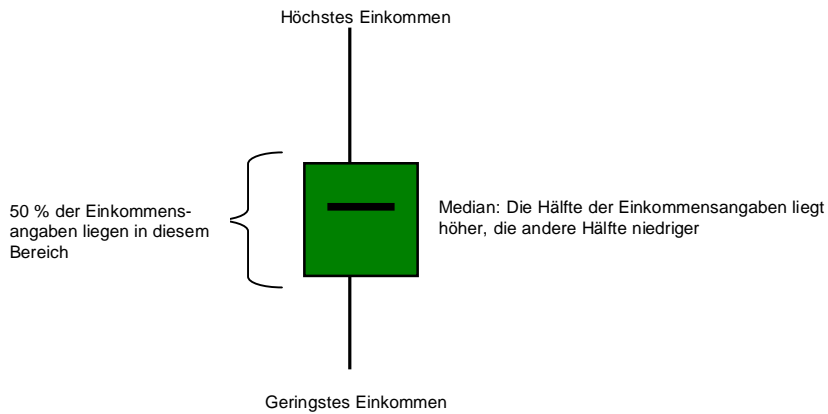 Höchstes Einkommen
50 % der Einkommens-
angaben liegen in diesem
Bereich
Median: Die Hälfte der Einkommensangaben liegt
höher, die andere Hälfte niedriger
Geringstes Einkommen